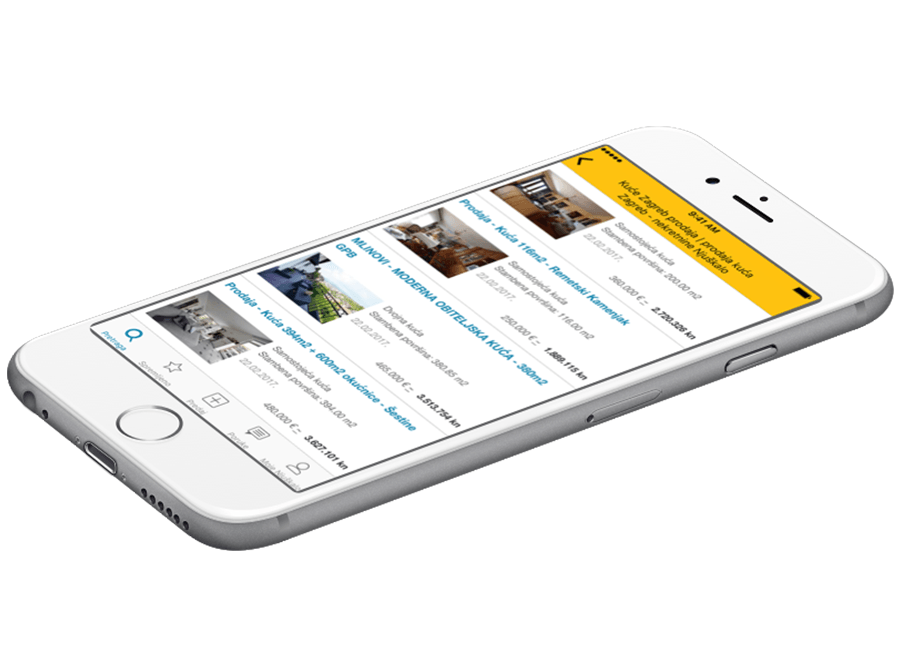 9:41 AM
Kuće Zagreb prodaja | prodaja kuća
Zagreb - nekretnine Njuškalo
Samostojeća kuća
Stambena površina: 200,00 m2
22.02.2017.
360.000 € ~ 2.720.326 kn
Prodaja - Kuća 116m2 - Remetski Kamenjak
Samostojeća kuća
Stambena površina: 116.00 m2
22.02.2017.
250.000 € ~ 1.889.115 kn
MLINOVI - MODERNA OBITELJSKA KUĆA - 380m2
GPB
Dvojna kuća
Stambena površina: 380,85 m2
22.02.2017.
465.000 € ~ 3.513.754 kn
Prodaja - Kuća 394m2 + 600m2 okućnice - Šestine
Samostojeća kuća
Stambena površina: 394.00 m2
22.02.2017.
480.000 € ~ 3.627.101 kn
Pretraga
Spremljeno
Predaj
Poruke
Moje Njuškalo